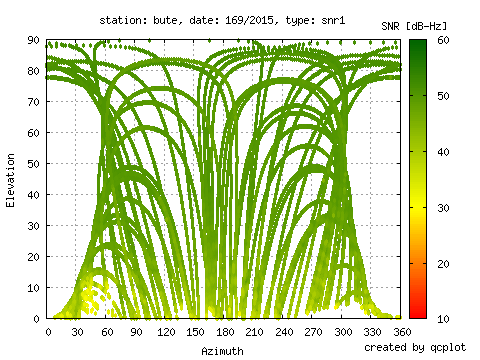 station: bute, date: 169/2015, type: snr1
SNR [dB-Hz]
90
80
70
60
50
40
30
20
10
0
Elevation
0 30 60 90 120 150 180 210 240 270 300 330 360
Azimuth
60
50
40
30
20
10
created by qcplot